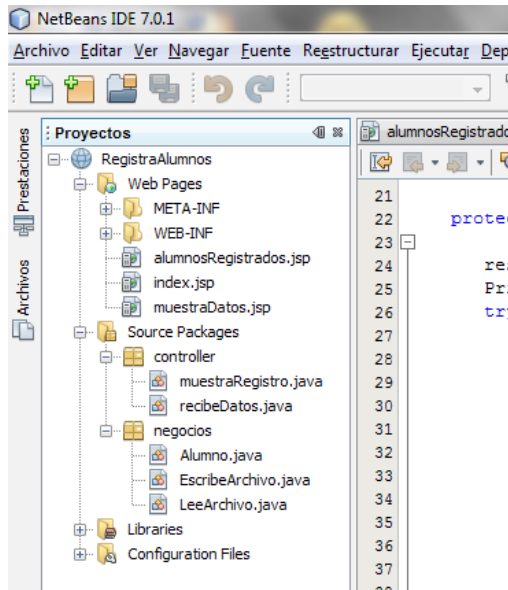 NetBeans IDE 7.0.1
Archivo Editar Ver Navegar Fuente Reestructurar Ejecutar Dep
Prestaciones
Archivos
Proyectos
RegistraAlumnos
Web Pages
META-INF
WEB-INF
alumnosRegistrados.jsp
index.jsp
muestraDatos.jsp
Source Packages
controller
muestraRegistro.java
recibeDatos.java
negocios
Alumno.java
EscribeArchivo.java
LeeArchivo.java
Libraries
Configuration Files
alumnosRegistrado
21
22 protec
23
24 res
25 Pri
26 try
27
28
29
30
31
32
33
34
35
36
37